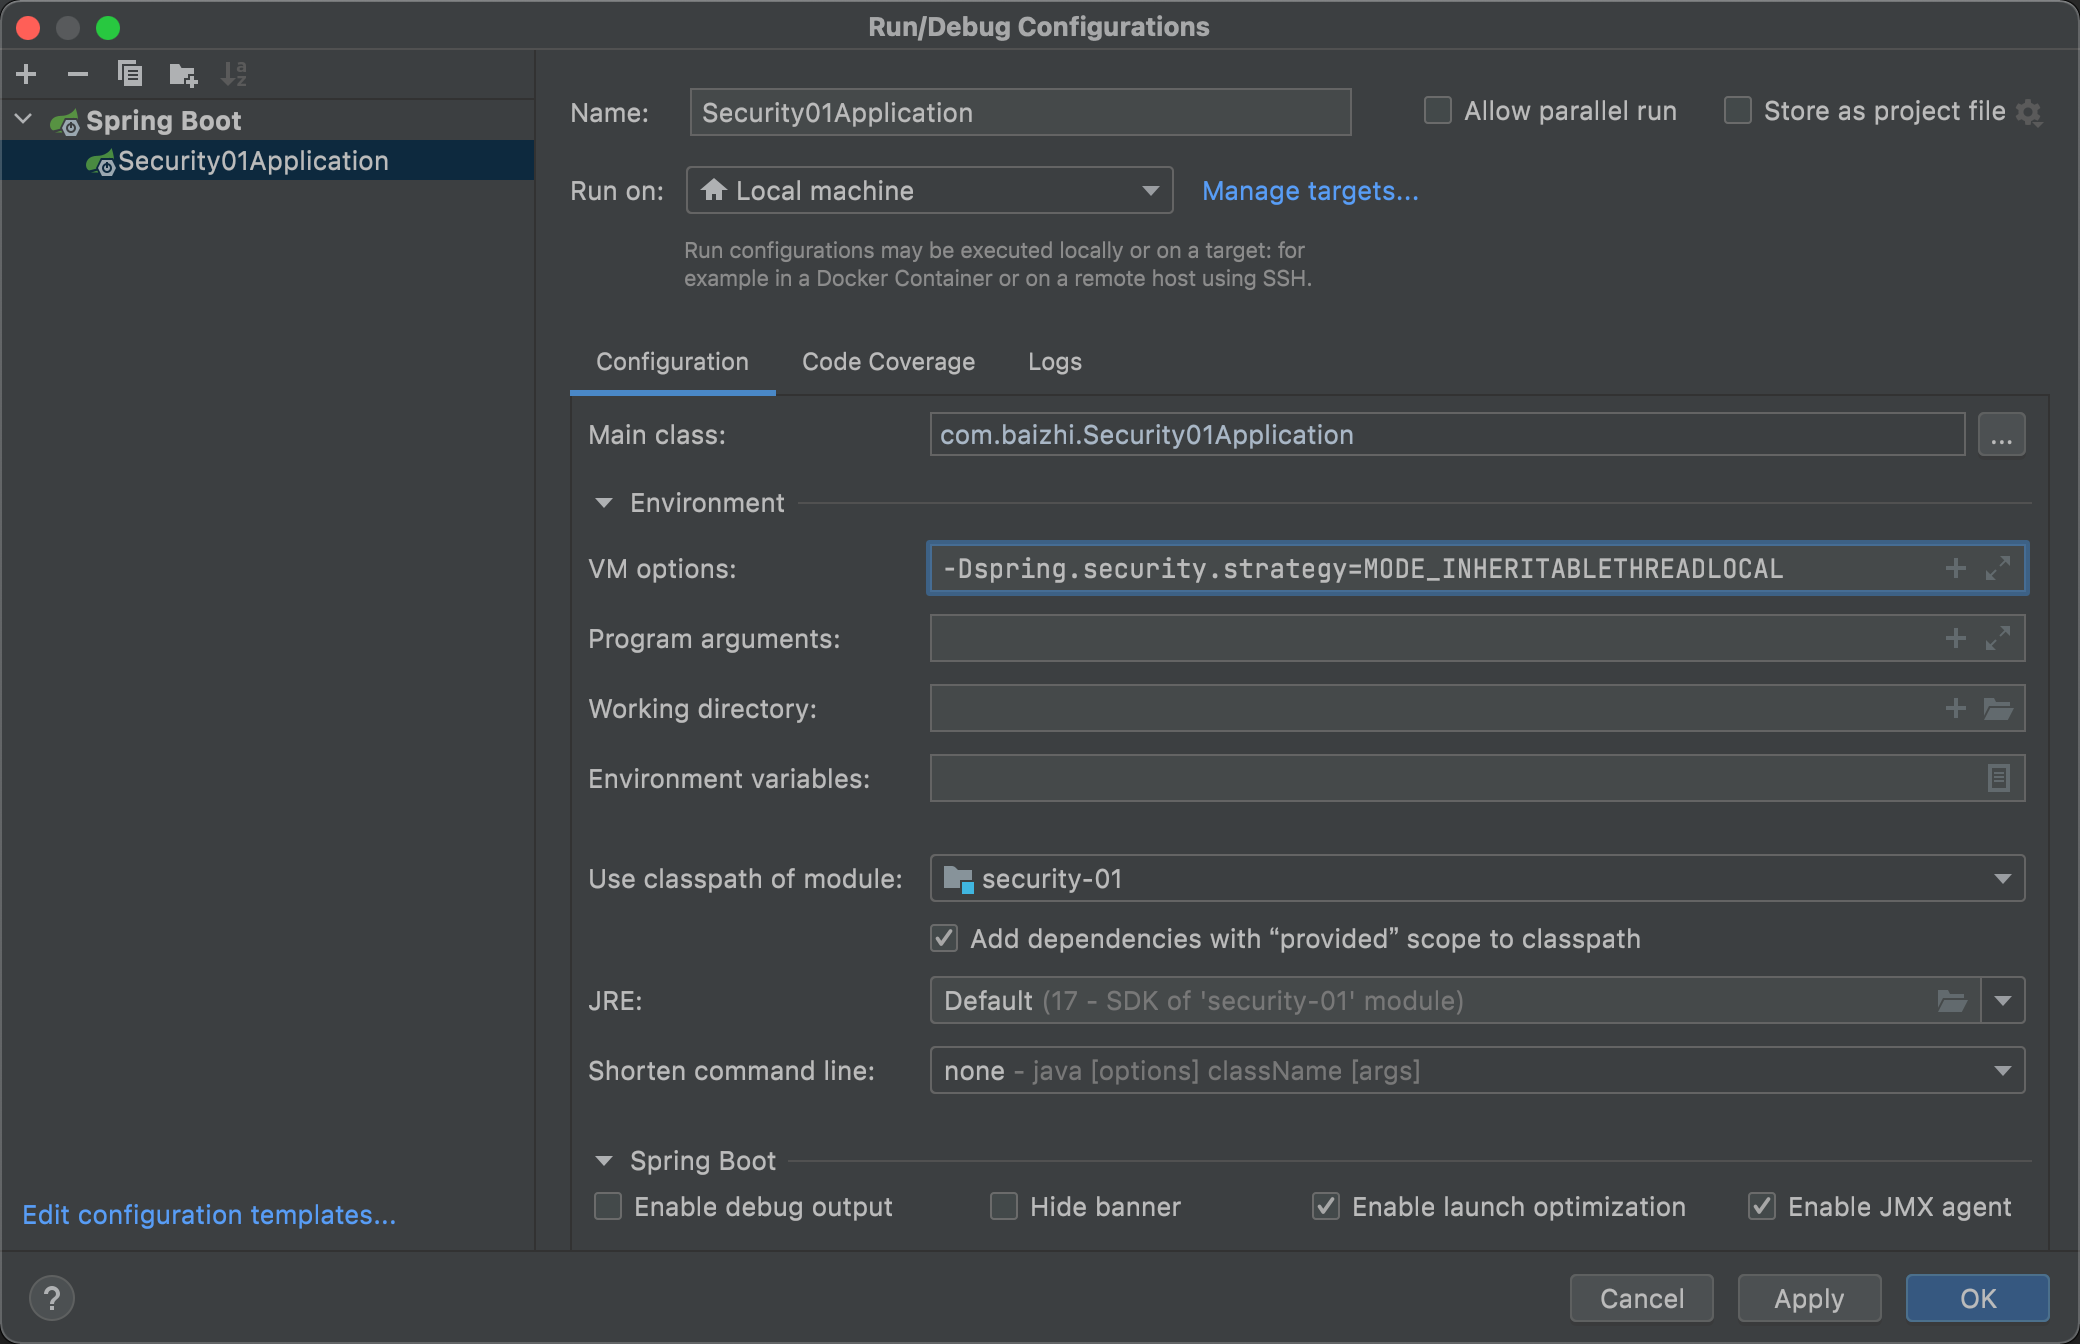 Run/Debug Configurations
Spring Boot
Security01Application
Name: Security01Application Allow parallel run Store as project file
Run on: Local machine Manage targets...
Run configurations may be executed locally or on a target: for
example in a Docker Container or on a remote host using SSH.
Configuration Code Coverage Logs
Main class: com.baizhi.Security01Application ...
Environment
VM options: -Dspring.security.strategy=MODE_INHERITABLETHREADLOCAL
Program arguments:
Working directory:
Environment variables:
Use classpath of module: security-01
Add dependencies with “provided” scope to classpath
JRE: Default (17 - SDK of 'security-01' module)
Shorten command line: none - java [options] className [args]
Spring Boot
Enable debug output Hide banner Enable launch optimization Enable JMX agent
Edit configuration templates...
? Cancel Apply OK